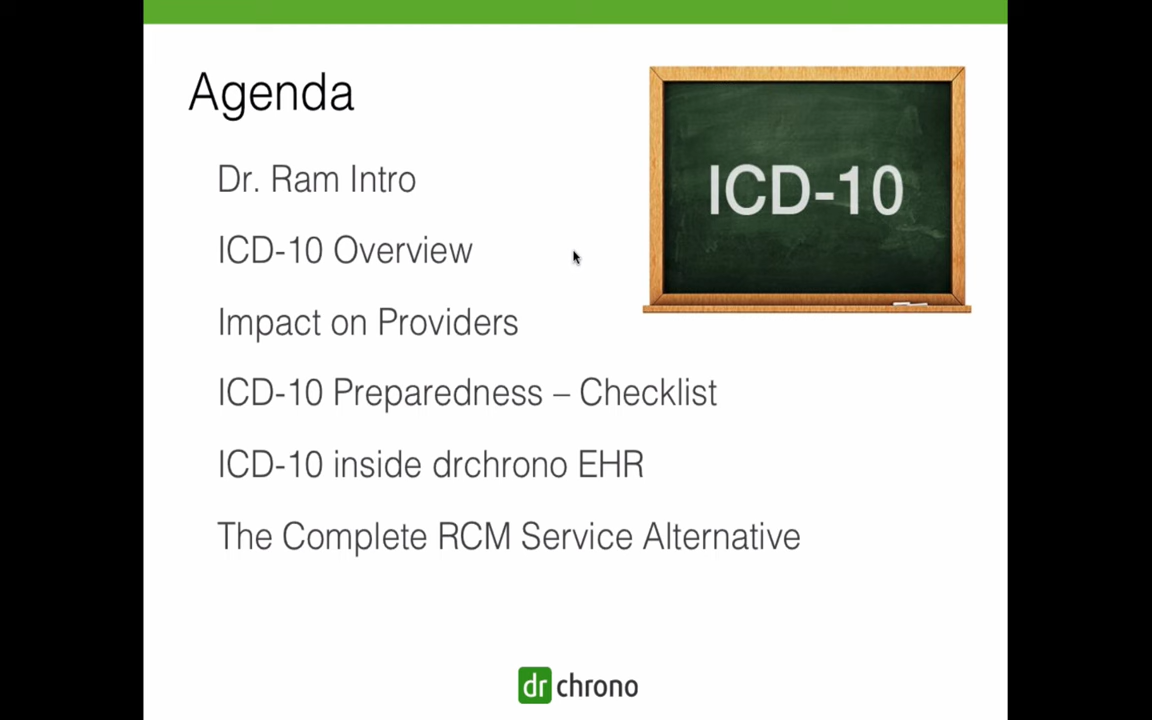 Agenda
ICD-10
Dr. Ram Intro
ICD-10 Overview
Impact on Providers
ICD-10 Preparedness – Checklist
ICD-10 inside drchrono EHR
The Complete RCM Service Alternative
dr chrono